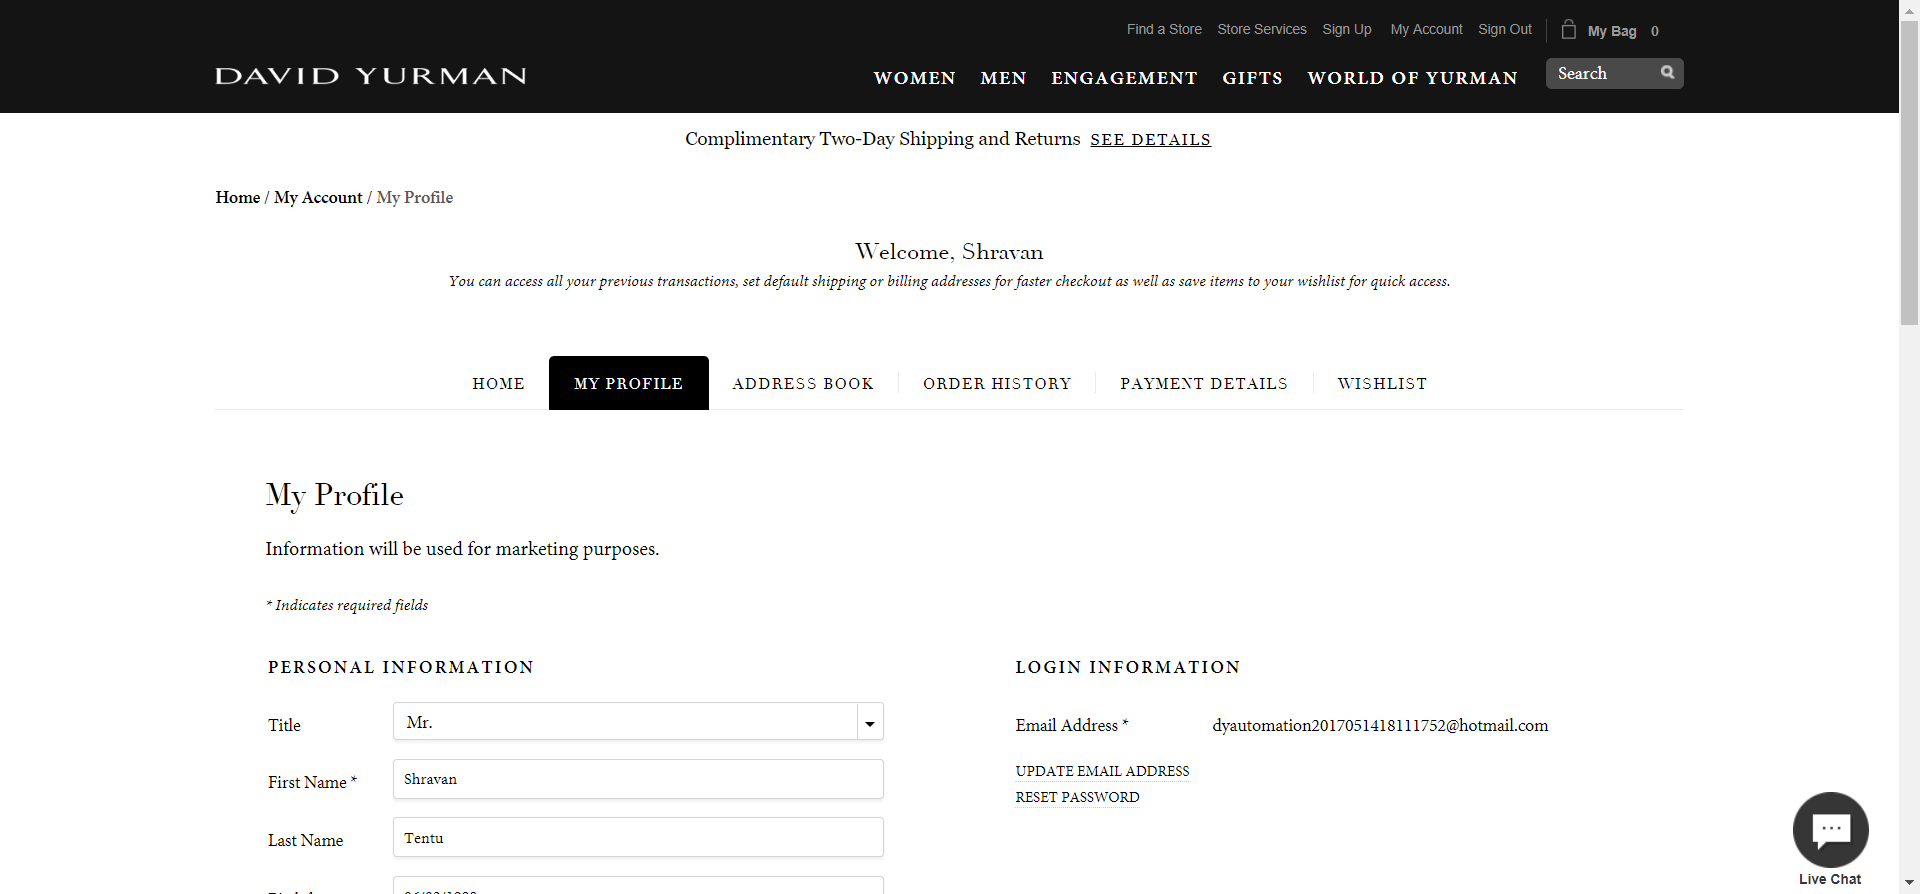 Find a Store Store Services Sign Up My Account Sign Out My Bag 0
DAVID YURMAN
WOMEN MEN ENGAGEMENT GIFTS WORLD OF YURMAN Search
Complimentary Two-Day Shipping and Returns SEE DETAILS
Home / My Account / My Profile
Welcome, Shravan
You can access all your previous transactions, set default shipping or billing addresses for faster checkout as well as save items to your wishlist for quick access.
HOME MY PROFILE ADDRESS BOOK ORDER HISTORY PAYMENT DETAILS WISHLIST
My Profile
Information will be used for marketing purposes.
* Indicates required fields
PERSONAL INFORMATION
Title Mr.
First Name * Shravan
Last Name Tentu
LOGIN INFORMATION
Email Address * dyautomation2017051418111752@hotmail.com
UPDATE EMAIL ADDRESS
RESET PASSWORD
Live Chat